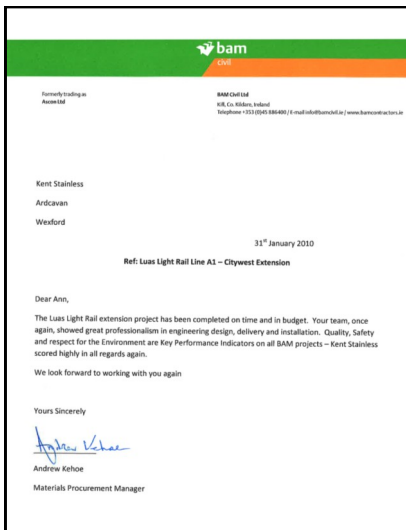 bam
civil
Formerly trading as
Ascon Ltd
BAM Civil Ltd
Kill, Co. Kildare, Ireland
Telephone +353 (0)45 886400 / E-mail info@bamcivil.ie / www.bamcontractors.ie
Kent Stainless
Ardcavan
Wexford
31st January 2010
Ref: Luas Light Rail Line A1 – Citywest Extension
Dear Ann,
The Luas Light Rail extension project has been completed on time and in budget. Your team, once
again, showed great professionalism in engineering design, delivery and installation. Quality, Safety
and respect for the Environment are Key Performance Indicators on all BAM projects – Kent Stainless
scored highly in all regards again.
We look forward to working with you again
Yours Sincerely
Andrew Kehoe
Andrew Kehoe
Materials Procurement Manager